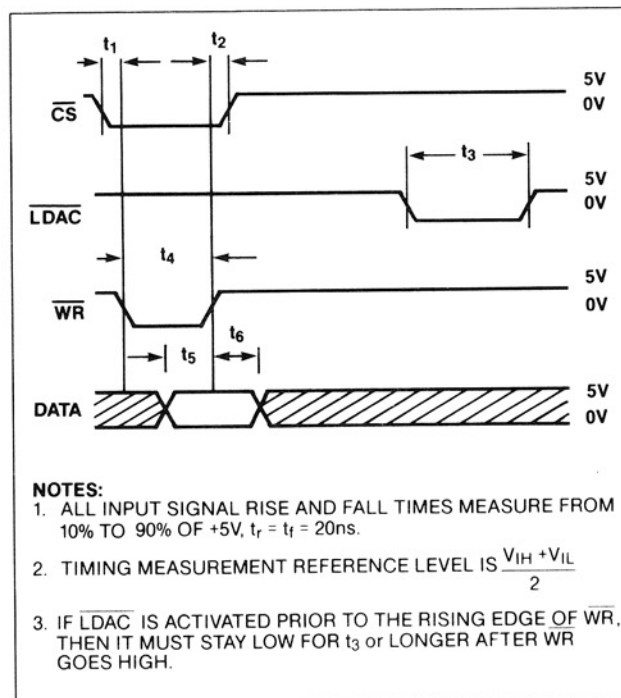 t1 t2
CS 5V
0V
t3
LDAC 5V
0V
t4
WR 5V
0V
t5 t6
DATA 5V
0V
NOTES:
1. ALL INPUT SIGNAL RISE AND FALL TIMES MEASURE FROM
10% TO 90% OF +5V, tr = tf = 20ns.
2. TIMING MEASUREMENT REFERENCE LEVEL IS VIH +VIL
2
3. IF LDAC IS ACTIVATED PRIOR TO THE RISING EDGE OF WR,
THEN IT MUST STAY LOW FOR t3 or LONGER AFTER WR
GOES HIGH.